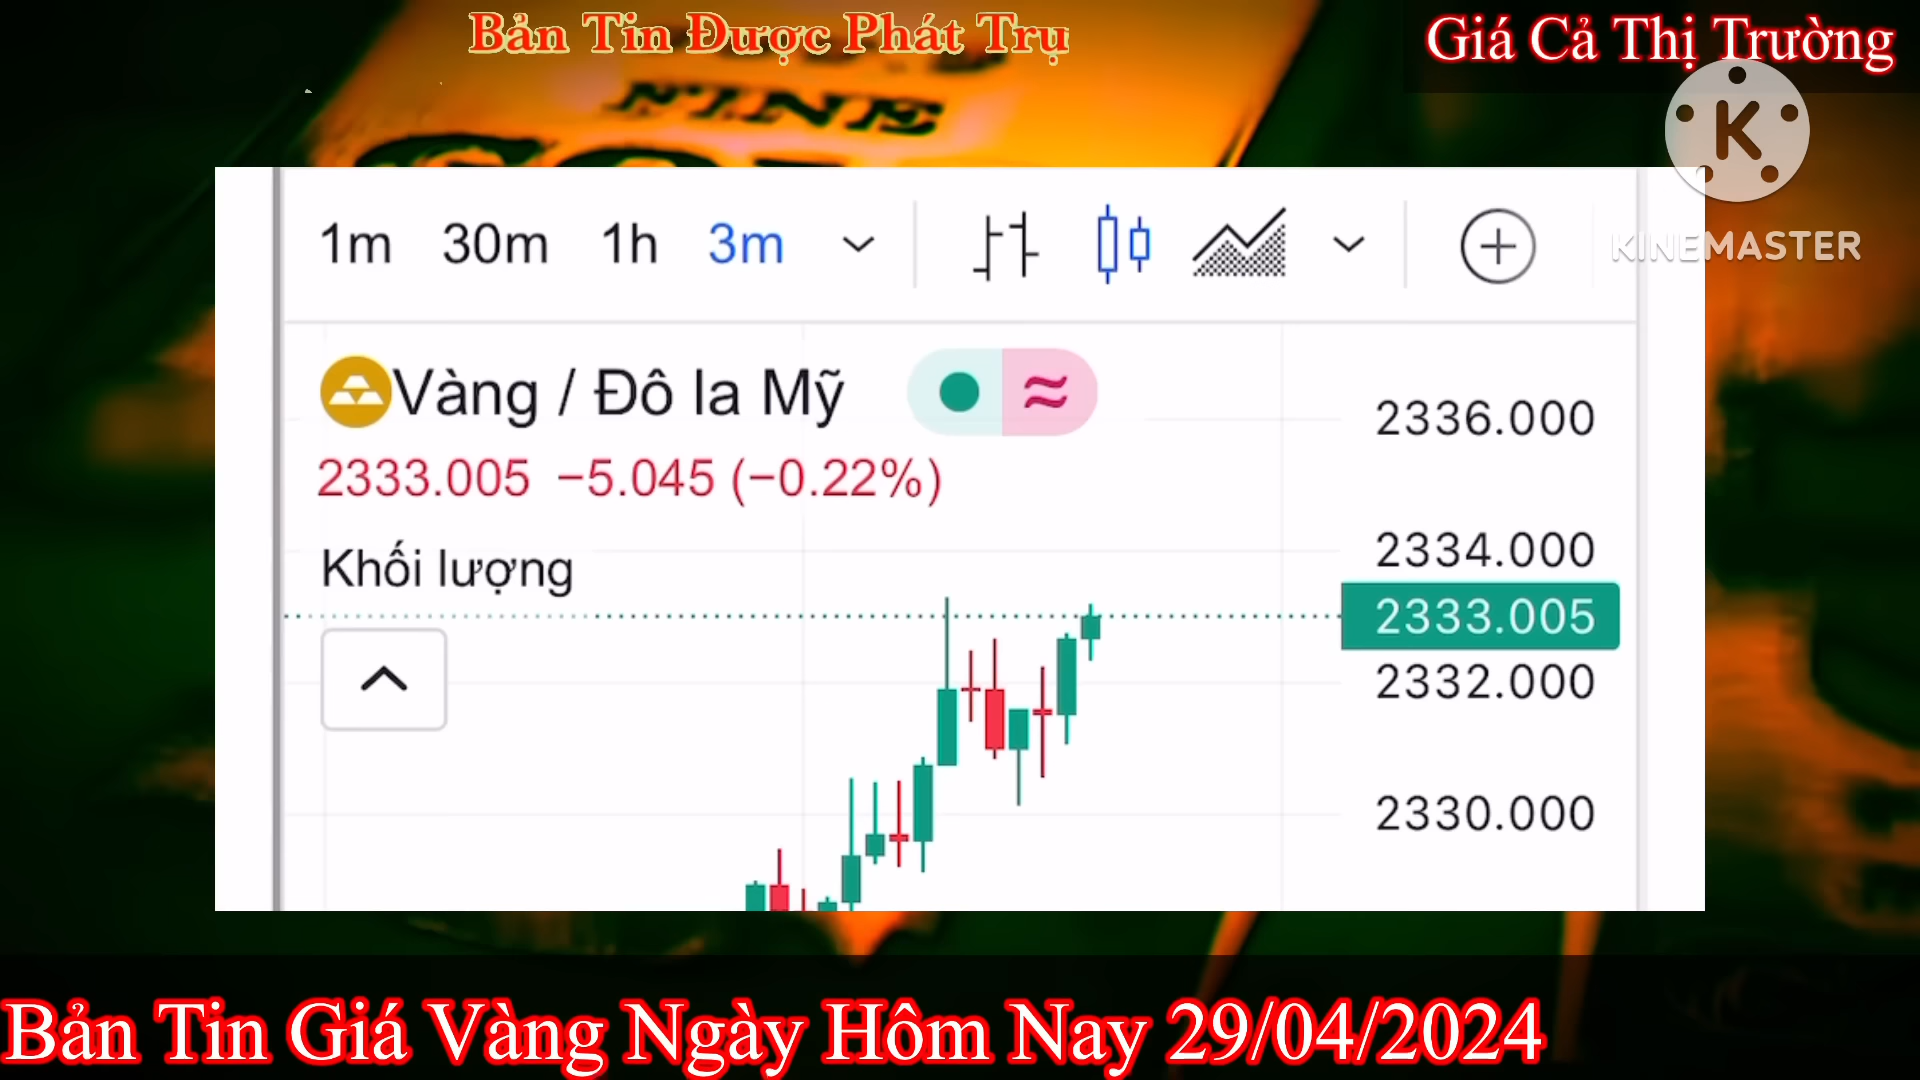 Bản Tin Được Phát Trụ
Giá Cả Thị Trường
FINE
K
KINEMASTER
1m 30m 1h 3m
Vàng / Đô la Mỹ
2333.005 −5.045 (−0.22%)
Khối lượng
2336.000
2334.000
2333.005
2332.000
2330.000
Bản Tin Giá Vàng Ngày Hôm Nay 29/04/2024